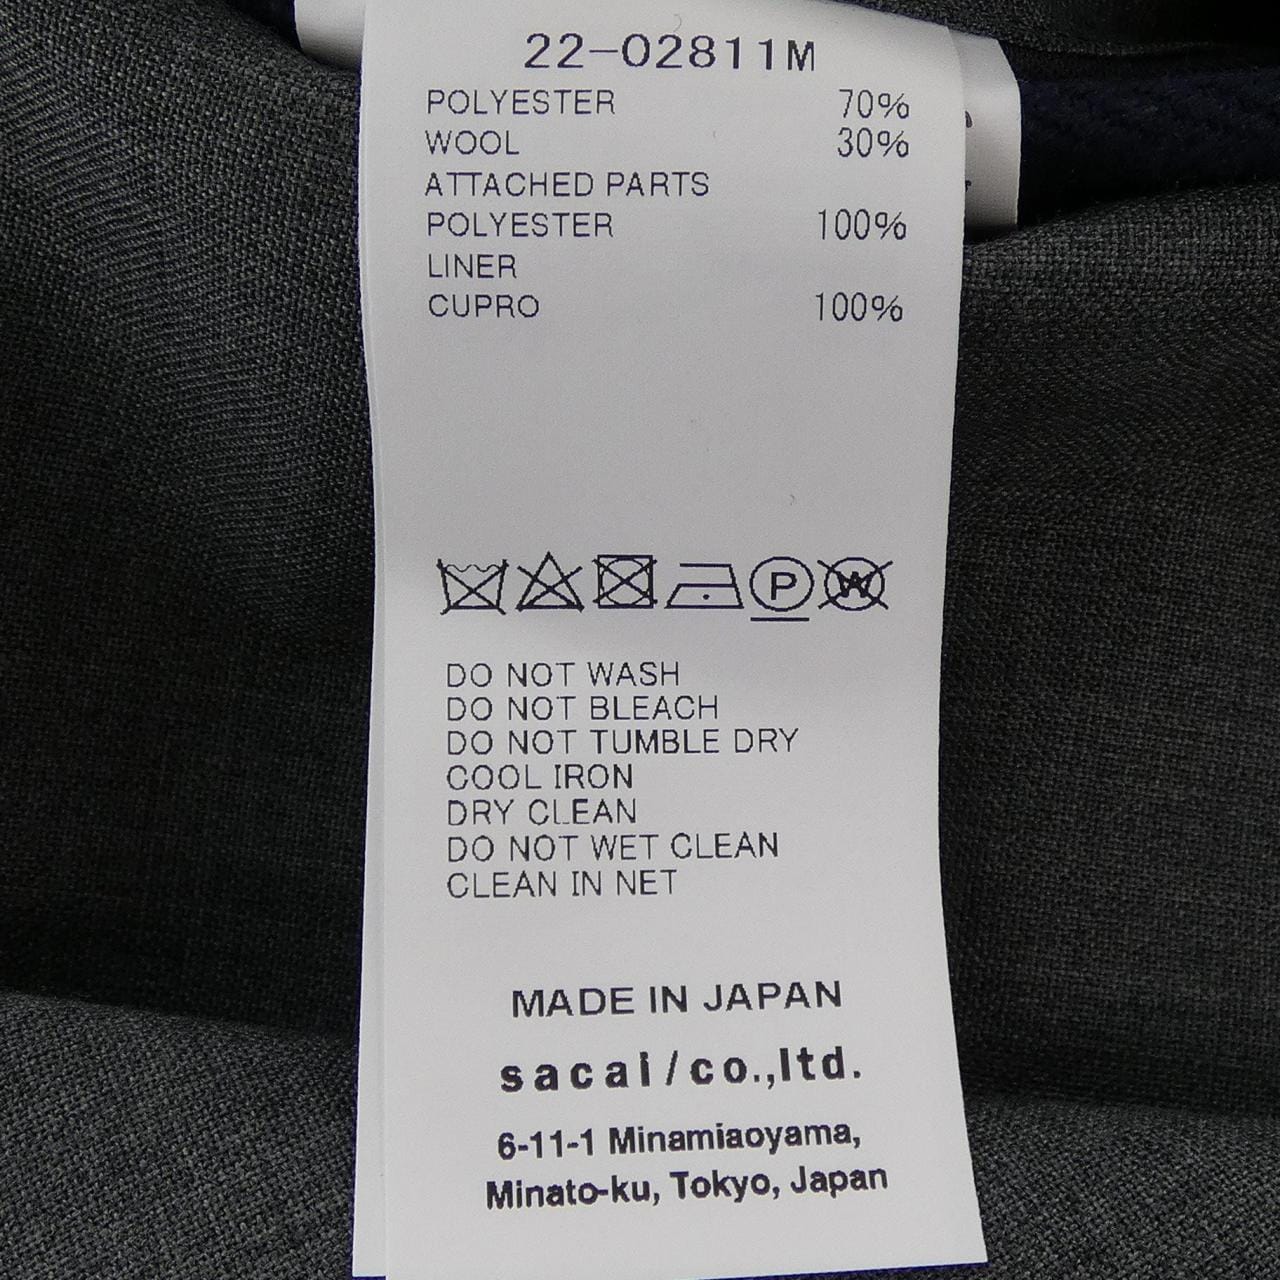 22-02811M
POLYESTER 70%
WOOL 30%
ATTACHED PARTS
POLYESTER 100%
LINER
CUPRO 100%
P W
DO NOT WASH
DO NOT BLEACH
DO NOT TUMBLE DRY
COOL IRON
DRY CLEAN
DO NOT WET CLEAN
CLEAN IN NET
MADE IN JAPAN
sacai/co.,ltd.
6-11-1 Minamiaoyama,
Minato-ku, Tokyo, Japan